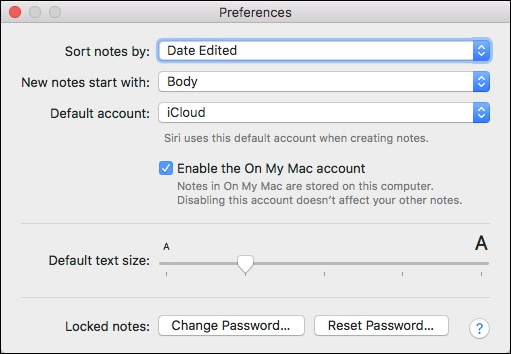 Preferences
Sort notes by: Date Edited
New notes start with: Body
Default account: iCloud
Siri uses this default account when creating notes.
Enable the On My Mac account
Notes in On My Mac are stored on this computer.
Disabling this account doesn't affect your other notes.
A A
Default text size:
Locked notes: Change Password... Reset Password... ?